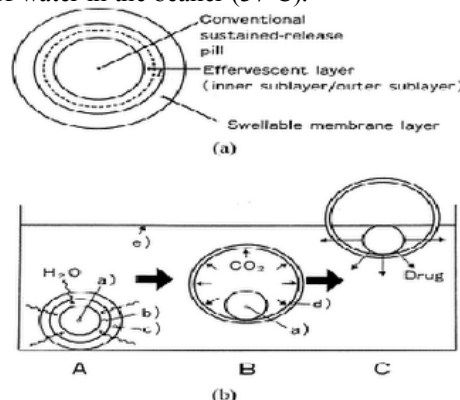 of water in the beaker (37
Conventional
sustained-release
pill
Effervescent layer
(inner sublayer/outer sublayer)
Swellable membrane layer
(a)
e)
H₂O
a)
b)
c)
CO₂
d)
a)
Drug
A
B
C
(b)